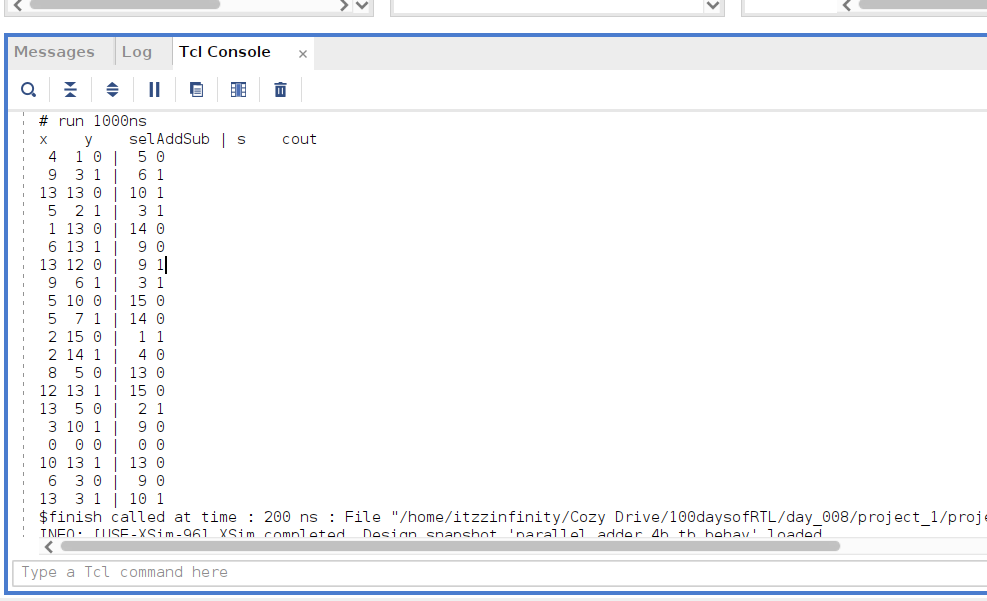 Messages Log Tcl Console ×
# run 1000ns
x    y    selAddSub | s    cout
 4  1 0 |  5 0
 9  3 1 |  6 1
13 13 0 | 10 1
 5  2 1 |  3 1
 1 13 0 | 14 0
 6 13 1 |  9 0
13 12 0 |  9 1
 9  6 1 |  3 1
 5 10 0 | 15 0
 5  7 1 | 14 0
 2 15 0 |  1 1
 2 14 1 |  4 0
 8  5 0 | 13 0
12 13 1 | 15 0
13  5 0 |  2 1
 3 10 1 |  9 0
 0  0 0 |  0 0
10 13 1 | 13 0
 6  3 0 |  9 0
13  3 1 | 10 1
$finish called at time : 200 ns : File "/home/itzzinfinity/Cozy Drive/100daysofRTL/day_008/project_1/proje
INFO: [USF-XSim-96] XSim completed. Design snapshot 'parallel_adder_4b_tb_behav' loaded.
Type a Tcl command here